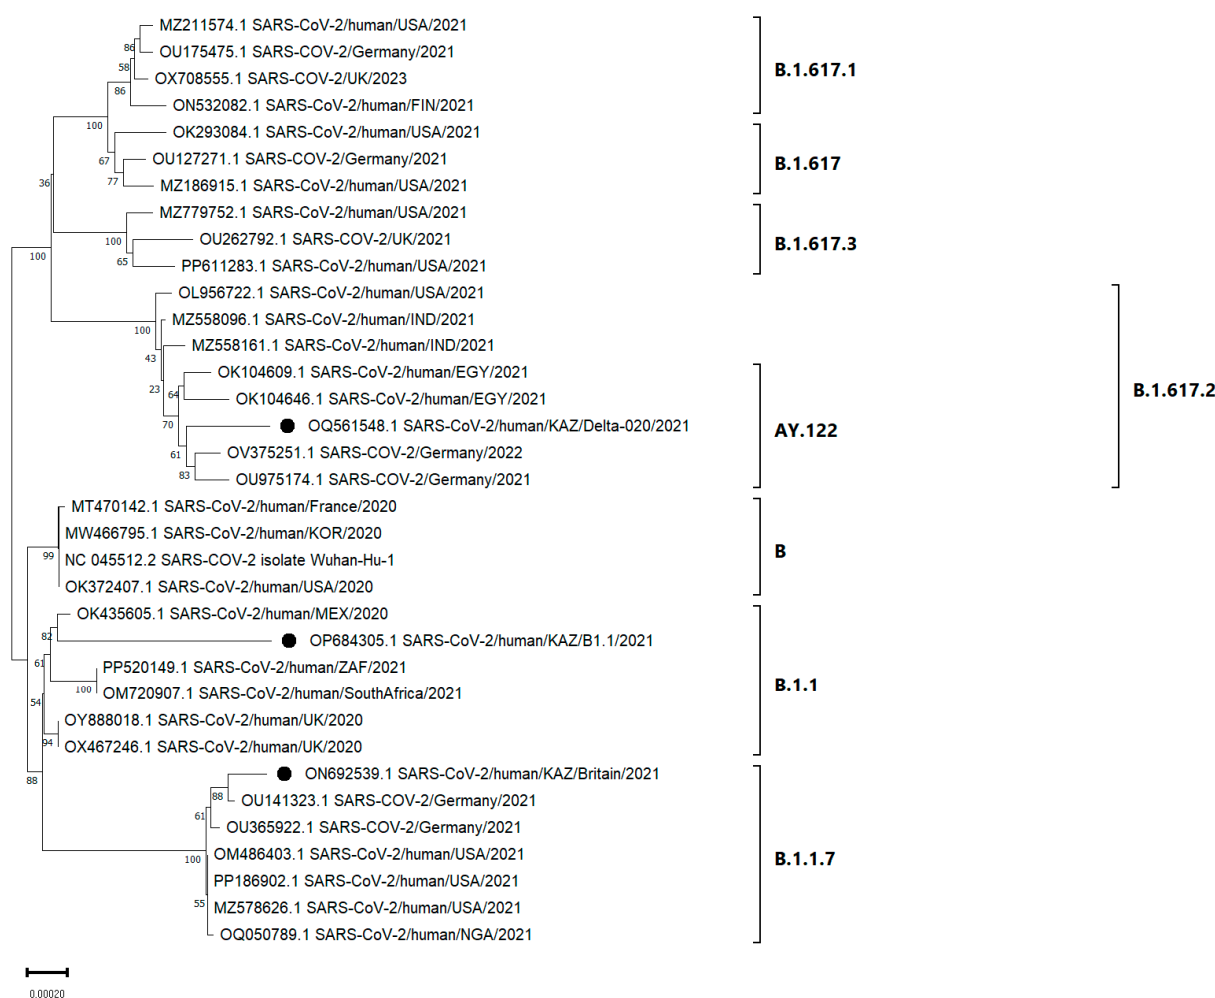 MZ211574.1 SARS-CoV-2/human/USA/2021
OU175475.1 SARS-COV-2/Germany/2021
OX708555.1 SARS-COV-2/UK/2023
ON532082.1 SARS-CoV-2/human/FIN/2021
OK293084.1 SARS-CoV-2/human/USA/2021
OU127271.1 SARS-COV-2/Germany/2021
MZ186915.1 SARS-CoV-2/human/USA/2021
MZ779752.1 SARS-CoV-2/human/USA/2021
OU262792.1 SARS-COV-2/UK/2021
PP611283.1 SARS-CoV-2/human/USA/2021
OL956722.1 SARS-CoV-2/human/USA/2021
MZ558096.1 SARS-CoV-2/human/IND/2021
MZ558161.1 SARS-CoV-2/human/IND/2021
OK104609.1 SARS-CoV-2/human/EGY/2021
OK104646.1 SARS-CoV-2/human/EGY/2021
OQ561548.1 SARS-CoV-2/human/KAZ/Delta-020/2021
OV375251.1 SARS-COV-2/Germany/2022
OU975174.1 SARS-COV-2/Germany/2021
MT470142.1 SARS-CoV-2/human/France/2020
MW466795.1 SARS-CoV-2/human/KOR/2020
NC 045512.2 SARS-COV-2 isolate Wuhan-Hu-1
OK372407.1 SARS-CoV-2/human/USA/2020
OK435605.1 SARS-CoV-2/human/MEX/2020
OP684305.1 SARS-CoV-2/human/KAZ/B1.1/2021
PP520149.1 SARS-CoV-2/human/ZAF/2021
OM720907.1 SARS-CoV-2/human/SouthAfrica/2021
OY888018.1 SARS-CoV-2/human/UK/2020
OX467246.1 SARS-CoV-2/human/UK/2020
ON692539.1 SARS-CoV-2/human/KAZ/Britain/2021
OU141323.1 SARS-COV-2/Germany/2021
OU365922.1 SARS-COV-2/Germany/2021
OM486403.1 SARS-CoV-2/human/USA/2021
PP186902.1 SARS-CoV-2/human/USA/2021
MZ578626.1 SARS-CoV-2/human/USA/2021
OQ050789.1 SARS-CoV-2/human/NGA/2021
B.1.617.1
B.1.617
B.1.617.3
B.1.617.2
AY.122
B
B.1.1
B.1.1.7
86
58
86
100
67
77
36
100
65
100
100
43
23
64
70
61
83
99
82
61
100
54
94
88
88
61
100
55
0.00020